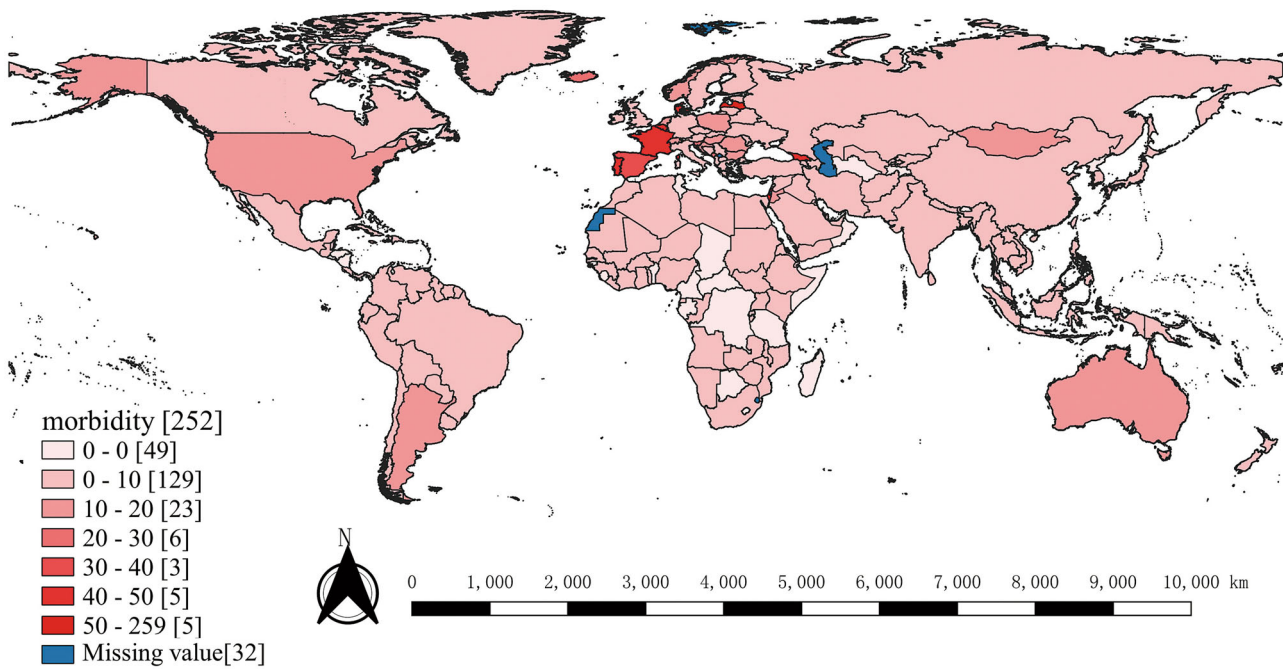 morbidity [252]
0 - 0 [49]
0 - 10 [129]
10 - 20 [23]
20 - 30 [6]
30 - 40 [3]
40 - 50 [5]
50 - 259 [5]
Missing value[32]
N
0 1,000 2,000 3,000 4,000 5,000 6,000 7,000 8,000 9,000 10,000 km